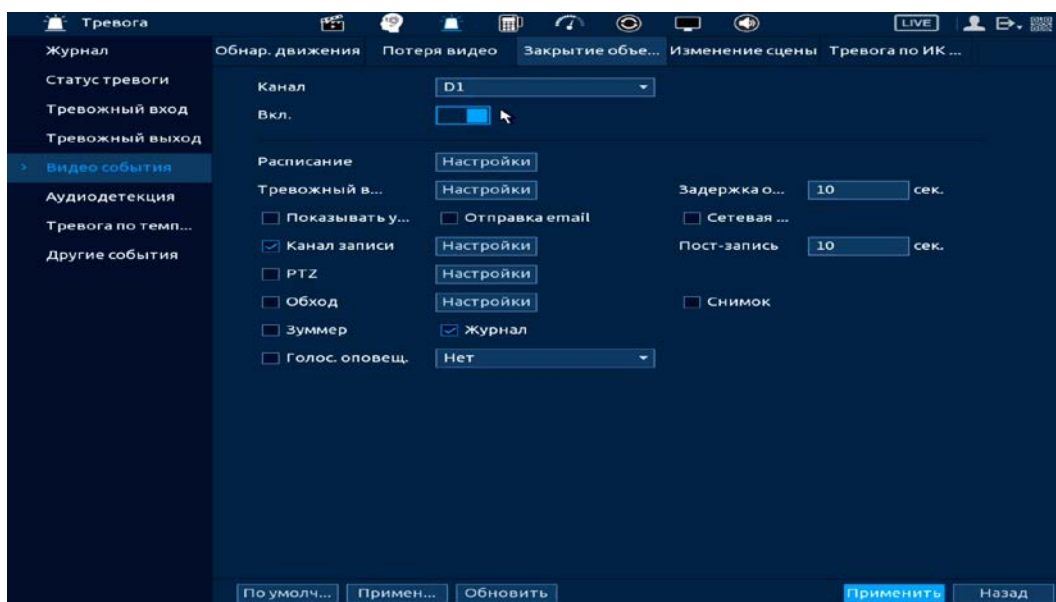 Тревога LIVE
Журнал
Статус тревоги
Тревожный вход
Тревожный выход
> Видео события
Аудиодетекция
Тревога по темп...
Другие события
Обнар. движения Потеря видео Закрытие объе... Изменение сцены Тревога по ИК ...
Канал D1
Вкл.
Расписание Настройки
Тревожный в... Настройки Задержка о... 10 сек.
Показывать у... Отправка email Сетевая ...
Канал записи Настройки Пост-запись 10 сек.
PTZ Настройки
Обход Настройки Снимок
Зуммер Журнал
Голос. оповещ. Нет
По умолч... Примен... Обновить Применить Назад